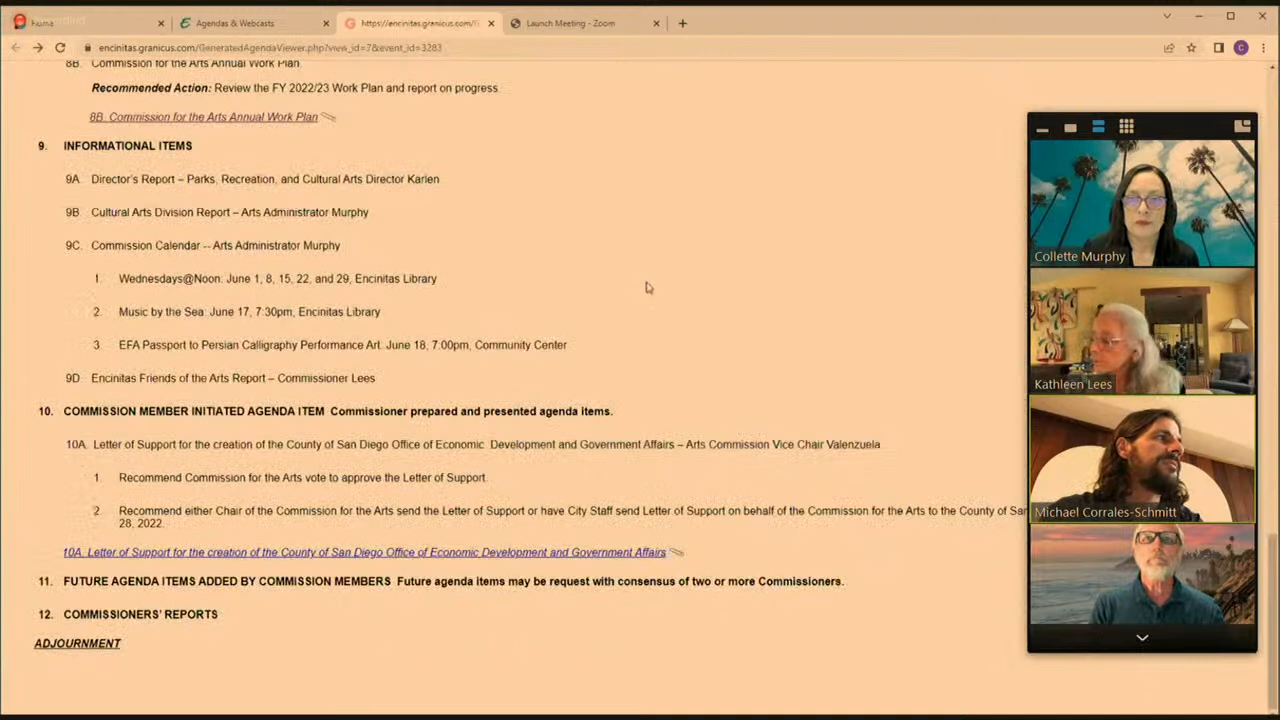 Agendas & Webcasts
https://encinitas.granicus.com/G
Launch Meeting - Zoom
encinitas.granicus.com/GeneratedAgendaViewer.php?view_id=7&event_id=3283
8B. Commission for the Arts Annual Work Plan.
Recommended Action: Review the FY 2022/23 Work Plan and report on progress.
8B. Commission for the Arts Annual Work Plan
9. INFORMATIONAL ITEMS
9A. Director's Report – Parks, Recreation, and Cultural Arts Director Karlen
9B. Cultural Arts Division Report – Arts Administrator Murphy
9C. Commission Calendar -- Arts Administrator Murphy
1. Wednesdays@Noon: June 1, 8, 15, 22, and 29, Encinitas Library
2. Music by the Sea: June 17, 7:30pm, Encinitas Library
3. EFA Passport to Persian Calligraphy Performance Art: June 18, 7:00pm, Community Center
9D. Encinitas Friends of the Arts Report – Commissioner Lees
10. COMMISSION MEMBER INITIATED AGENDA ITEM Commissioner prepared and presented agenda items.
10A. Letter of Support for the creation of the County of San Diego Office of Economic. Development and Government Affairs – Arts Commission Vice Chair Valenzuela
1. Recommend Commission for the Arts vote to approve the Letter of Support.
2. Recommend either Chair of the Commission for the Arts send the Letter of Support or have City Staff send Letter of Support on behalf of the Commission for the Arts to the County of San
28, 2022.
10A. Letter of Support for the creation of the County of San Diego Office of Economic Development and Government Affairs
11. FUTURE AGENDA ITEMS ADDED BY COMMISSION MEMBERS Future agenda items may be request with consensus of two or more Commissioners.
12. COMMISSIONERS' REPORTS
ADJOURNMENT
Collette Murphy
Kathleen Lees
Michael Corrales-Schmitt